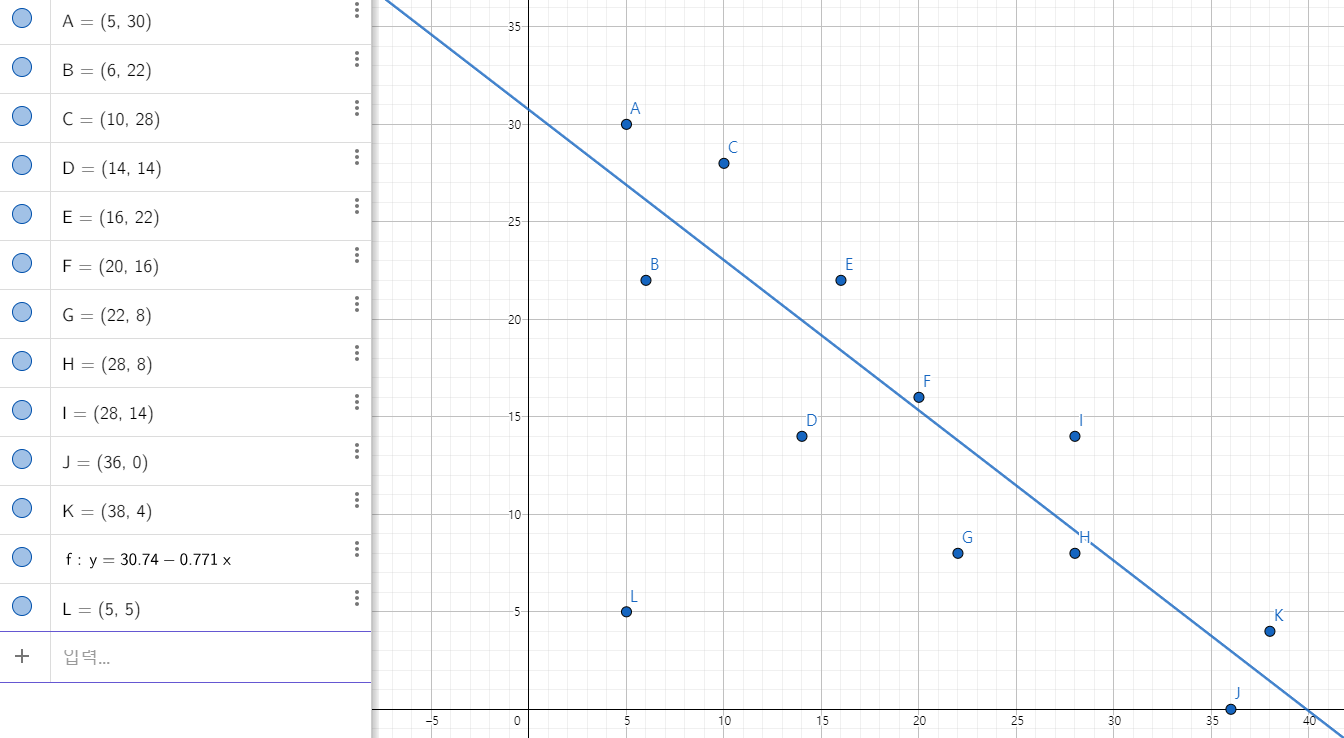 A = (5, 30)
B = (6, 22)
C = (10, 28)
D = (14, 14)
E = (16, 22)
F = (20, 16)
G = (22, 8)
H = (28, 8)
I = (28, 14)
J = (36, 0)
K = (38, 4)
f : y = 30.74 − 0.771 x
L = (5, 5)
+ 입력...
35
30
25
20
15
10
5
−5 0 5 10 15 20 25 30 35 40
A
C
B
E
F
D
I
G
H
L
K
J